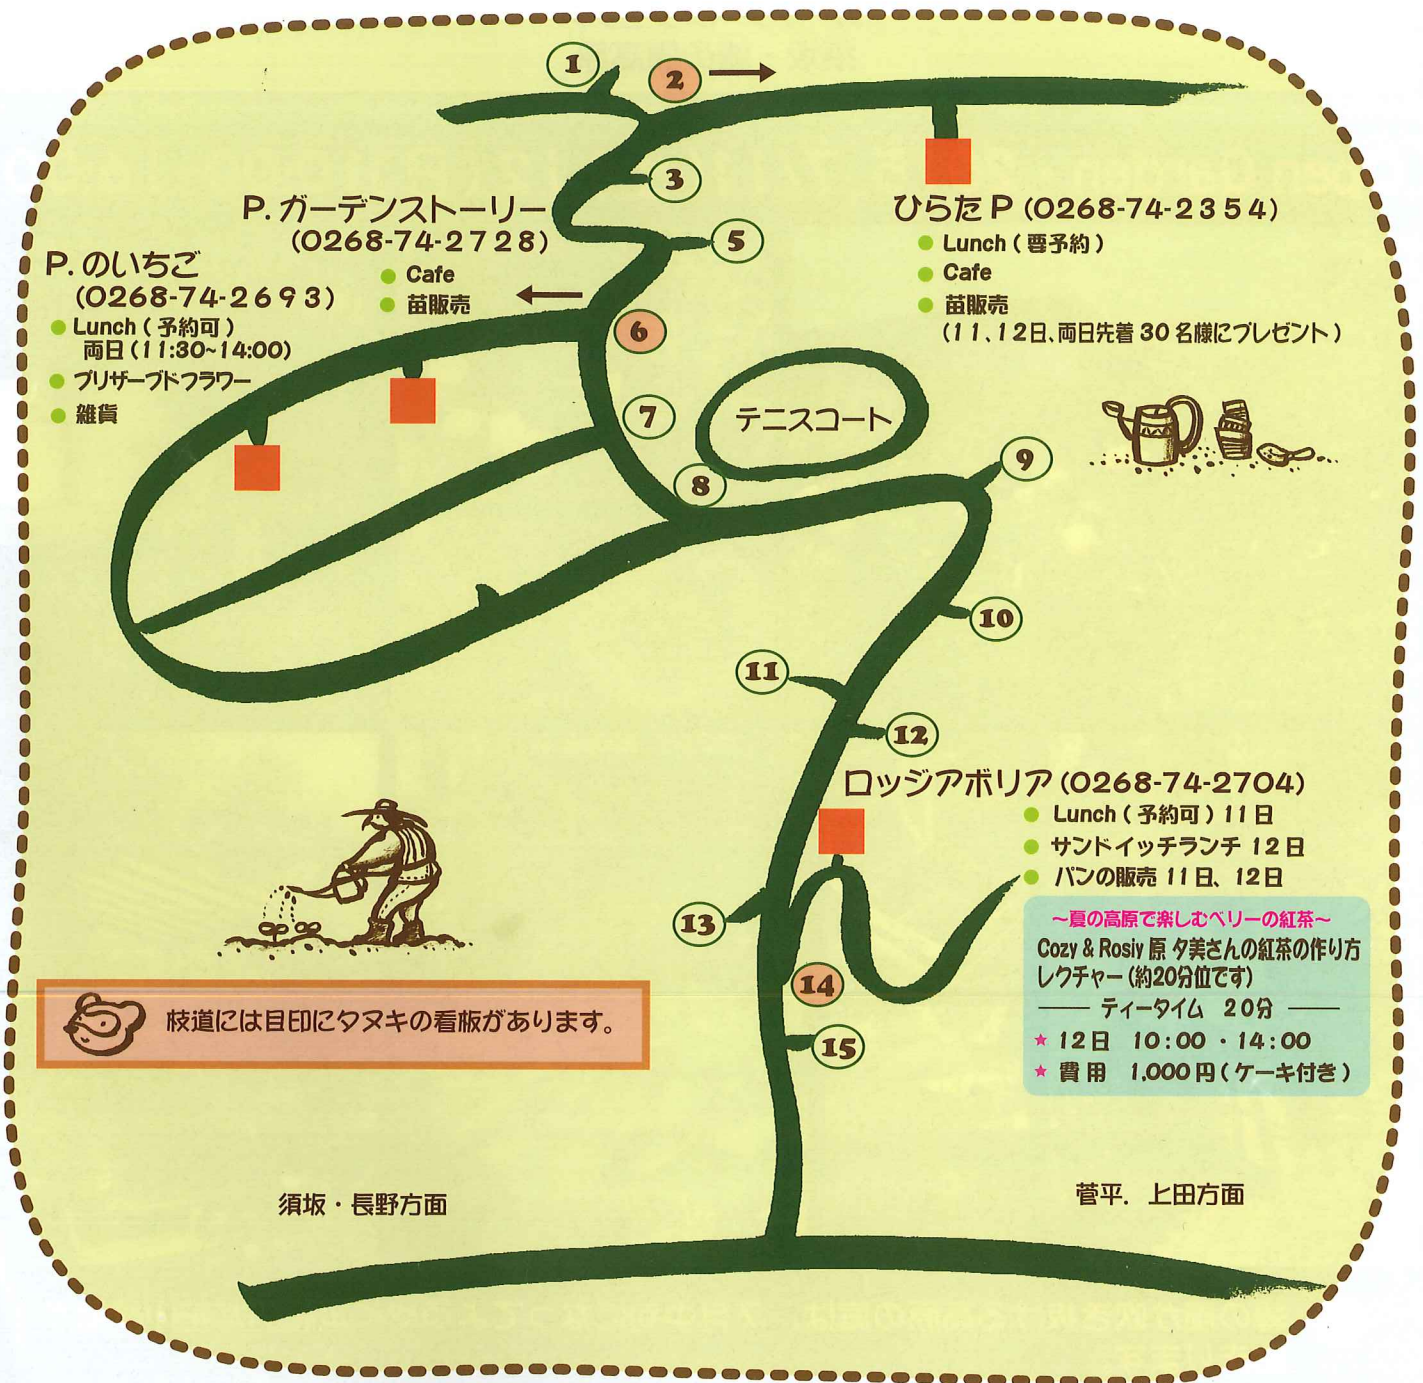 1
2
3
P. ガーデンストーリー
(0268-74-2728)
● Cafe
● 苗販売
ひらた P (0268-74-2354)
● Lunch ( 要予約 )
● Cafe
● 苗販売
(11、12日、両日先着 30 名様にプレゼント )
5
P. のいちご
(0268-74-2693)
● Lunch ( 予約可 )
両日 (11:30~14:00)
● プリザーブドフラワー
● 雑貨
6
7
テニスコート
8
9
10
11
12
ロッジアボリア (0268-74-2704)
● Lunch ( 予約可 ) 11日
● サンドイッチランチ 12日
● パンの販売 11日、12日
13
~夏の高原で楽しむベリーの紅茶~
Cozy & Rosiy 原 夕美さんの紅茶の作り方
レクチャー (約20分位です)
—— ティータイム 20分 ——
★ 12日 10:00 ・14:00
★ 費用 1,000円 ( ケーキ付き )
14
枝道には目印にタヌキの看板があります。
15
須坂・長野方面
菅平. 上田方面